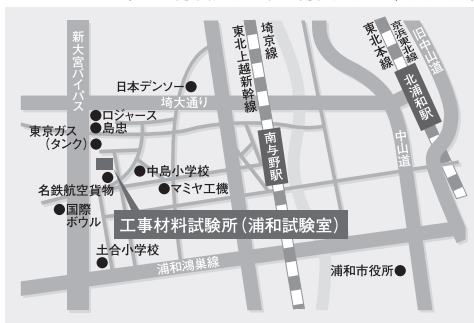 新大宮バイパス
日本デンソー
埼大通り
ロジャース
島忠
東京ガス
(タンク)
中島小学校
名鉄航空貨物
マミヤ工機
国際
ボウル
工事材料試験所(浦和試験室)
土合小学校
浦和鴻巣線
東北上越新幹線
埼京線
南与野駅
東北本線
京浜東北線
北浦和駅
旧中山道
中山道
浦和市役所